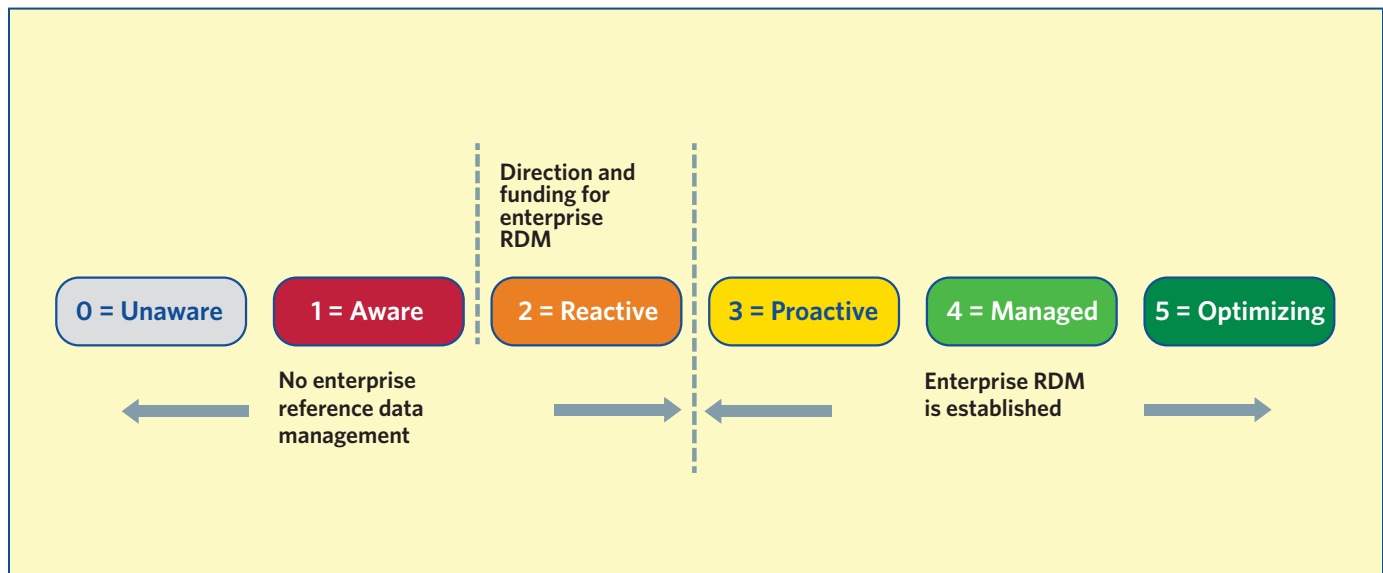 Direction and
funding for
enterprise
RDM
0 = Unaware
1 = Aware
2 = Reactive
3 = Proactive
4 = Managed
5 = Optimizing
No enterprise
reference data
management
Enterprise RDM
is established